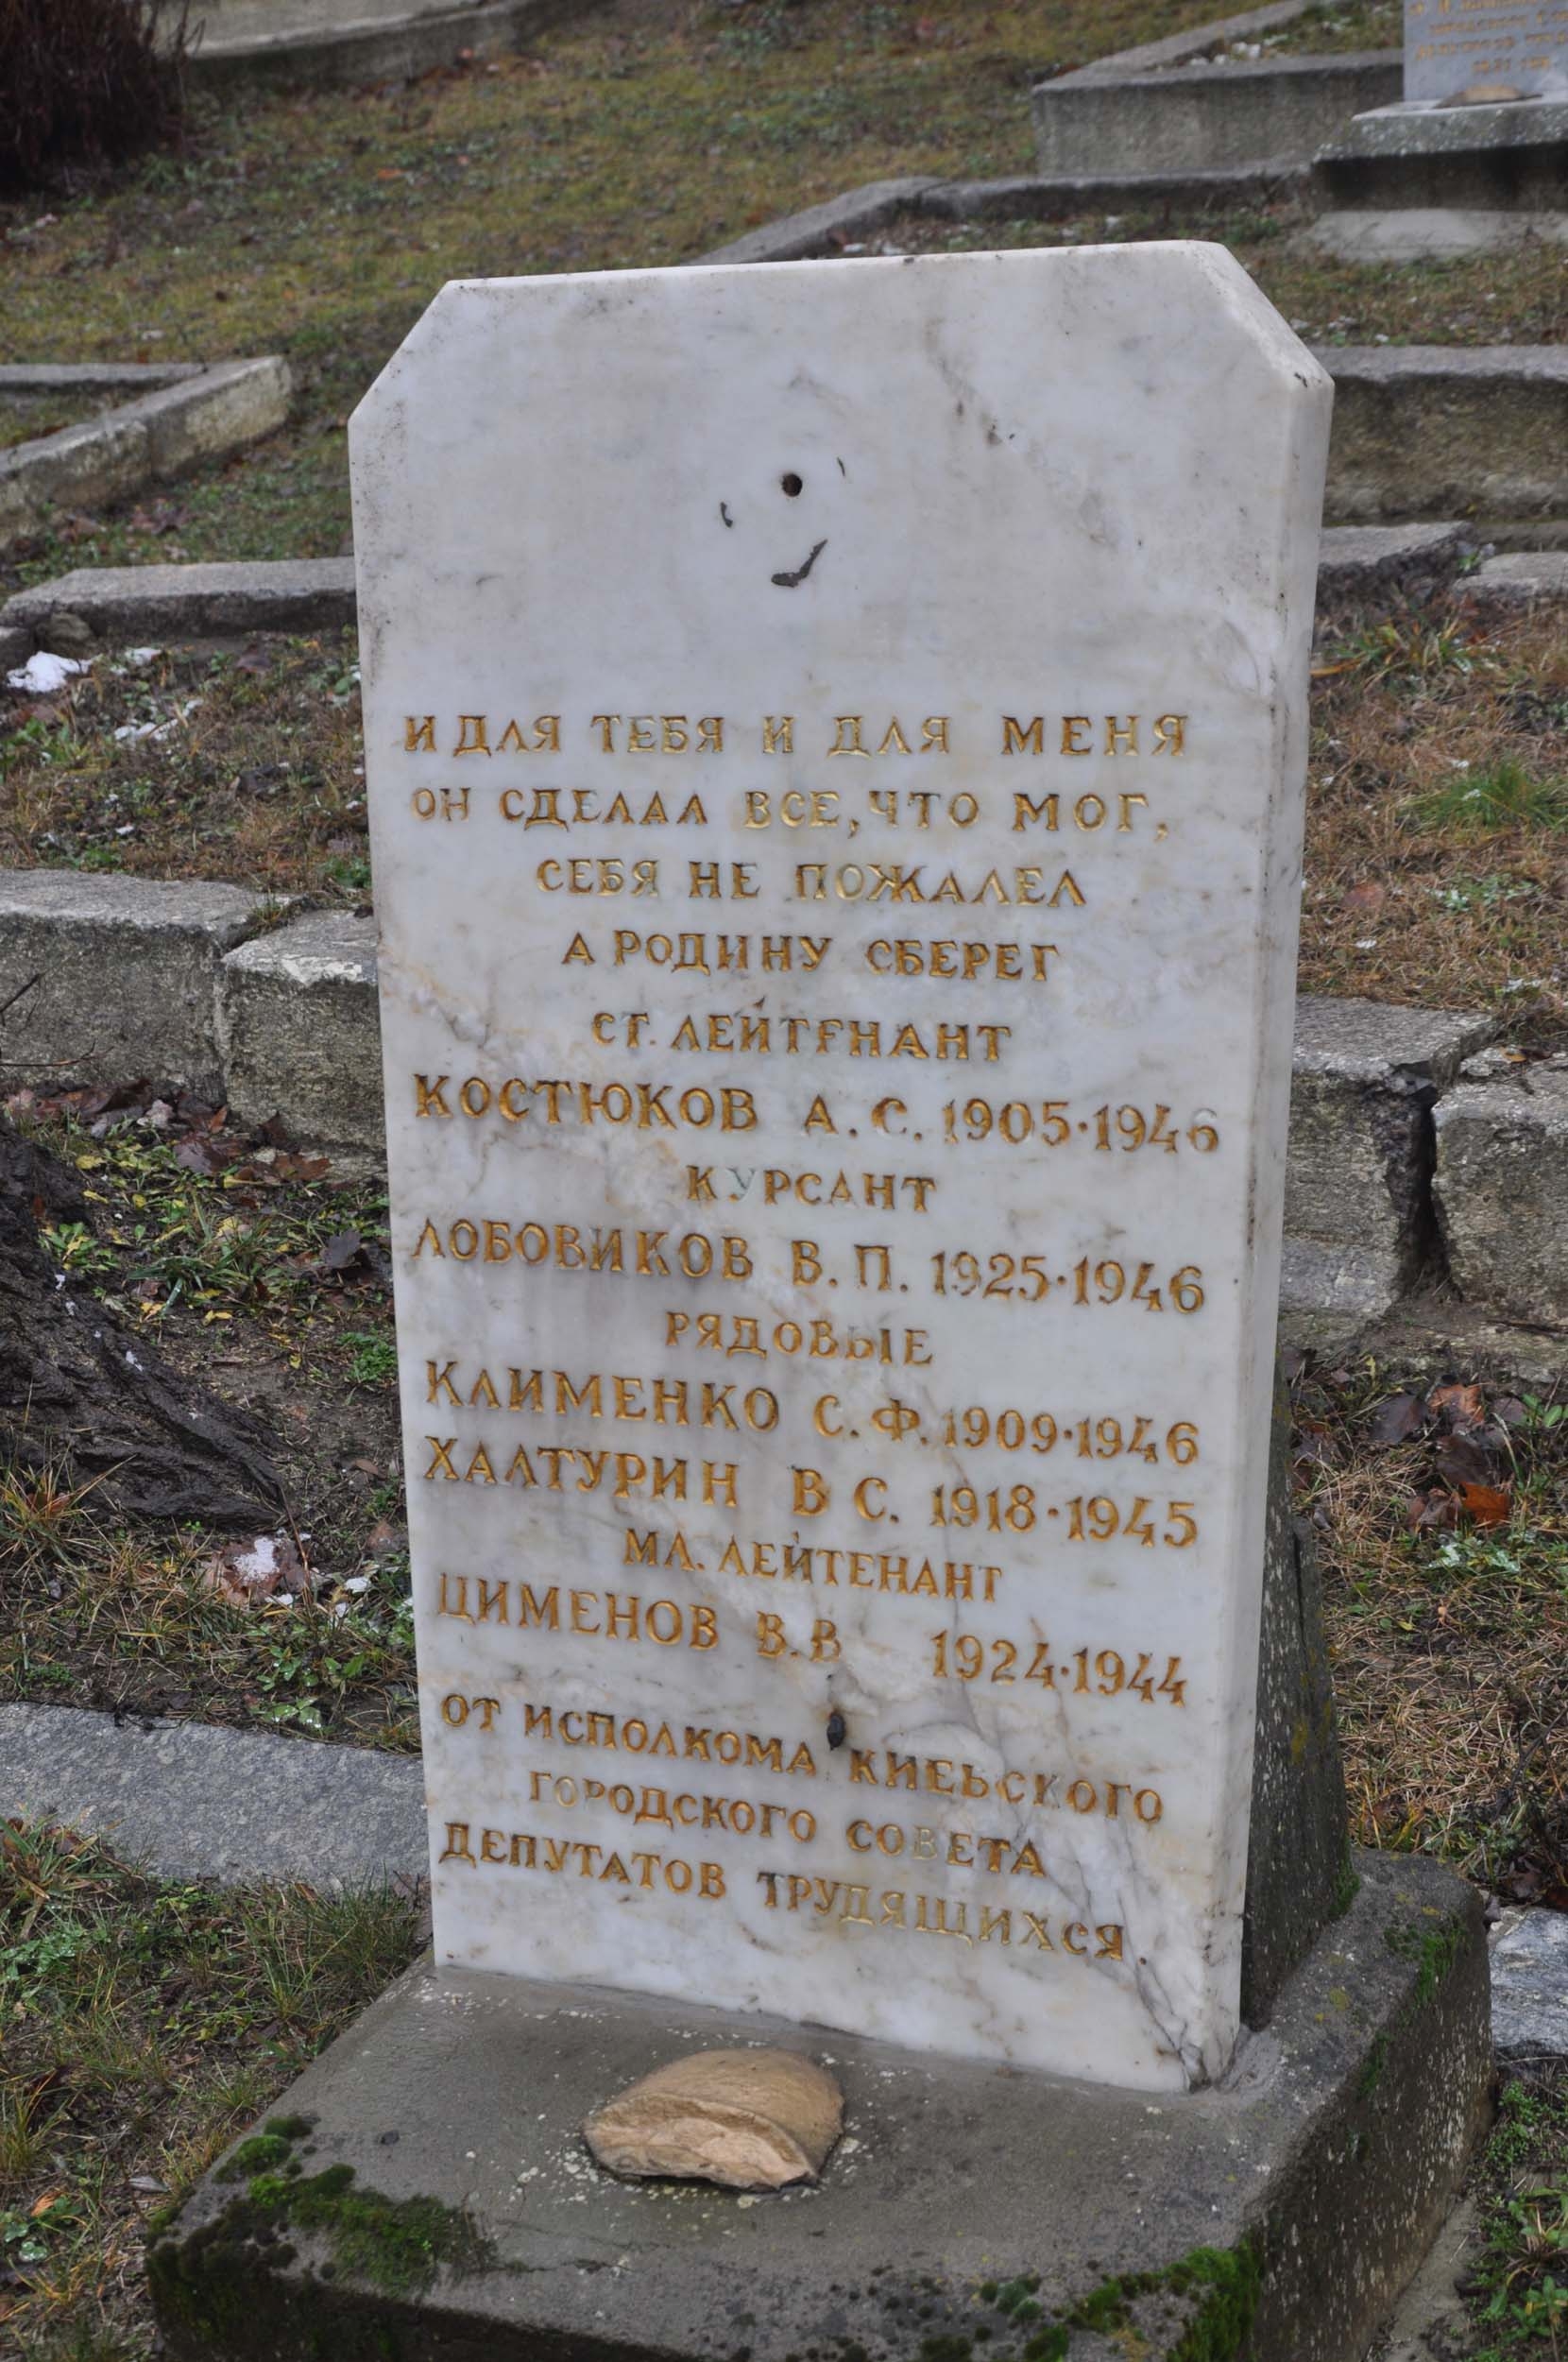 И ДЛЯ ТЕБЯ И ДЛЯ МЕНЯ
ОН СДЕЛАЛ ВСЕ, ЧТО МОГ,
СЕБЯ НЕ ПОЖАЛЕЛ
А РОДИНУ СБЕРЕГ
СТ. ЛЕЙТЕНАНТ
КОСТЮКОВ А. С. 1905·1946
КУРСАНТ
ЛОБОВИКОВ В. П. 1925·1946
РЯДОВЫЕ
КЛИМЕНКО С. Ф. 1909·1946
ХАЛТУРИН В С. 1918·1945
МЛ. ЛЕЙТЕНАНТ
ЦИМЕНОВ В. В 1924·1944
ОТ ИСПОЛКОМА КИЕВСКОГО
ГОРОДСКОГО СОВЕТА
ДЕПУТАТОВ ТРУДЯЩИХСЯ.